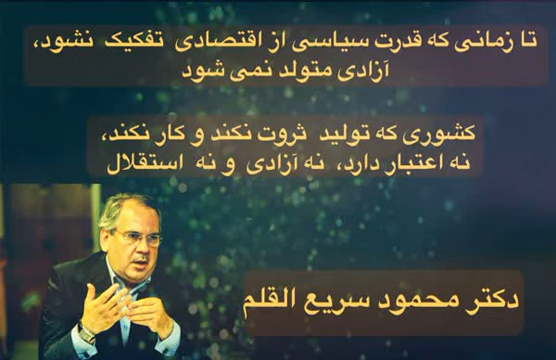 تا زمانی که قدرت سیاسی از اقتصادی تفکیک نشود،
آزادی متولد نمی شود
کشوری که تولید ثروت نکند و کار نکند،
نه اعتبار دارد، نه آزادی و نه استقلال
دکتر محمود سریع القلم